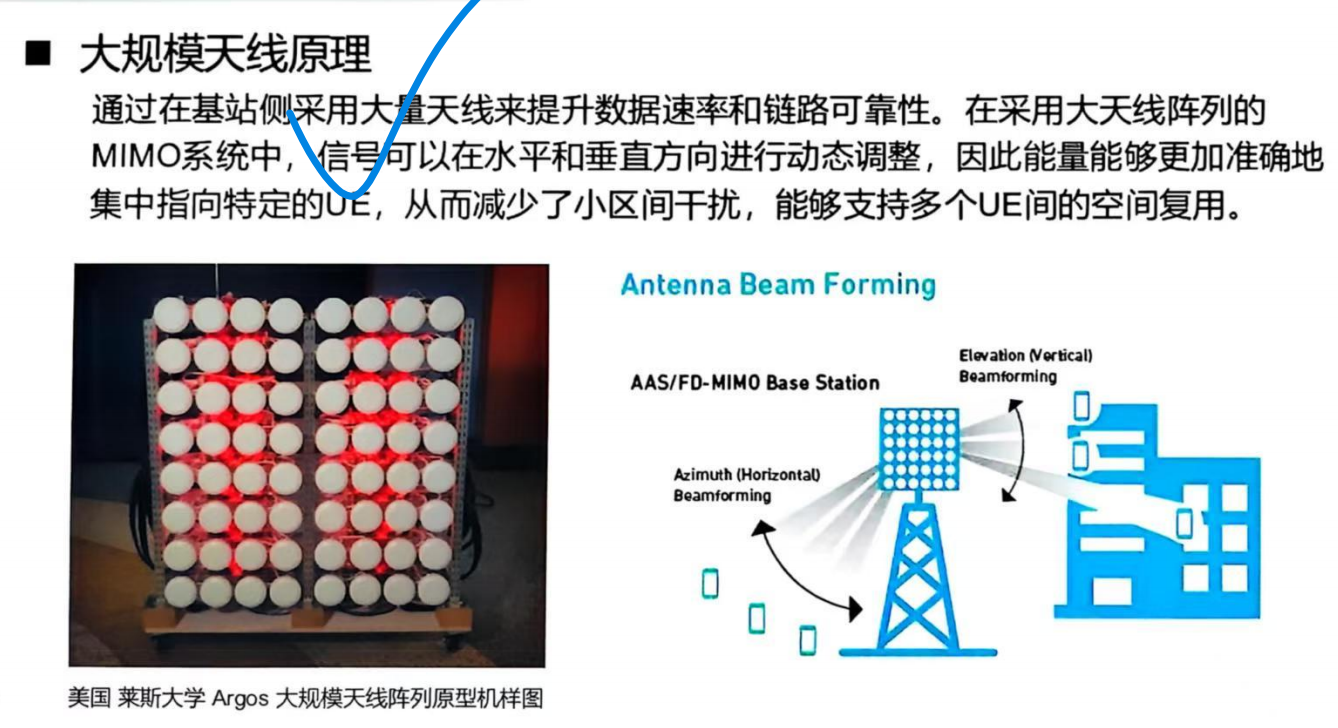 ■ 大规模天线原理
通过在基站侧采用大量天线来提升数据速率和链路可靠性。在采用大天线阵列的
MIMO系统中，信号可以在水平和垂直方向进行动态调整，因此能量能够更加准确地
集中指向特定的UE，从而减少了小区间干扰，能够支持多个UE间的空间复用。
Antenna Beam Forming
AAS/FD-MIMO Base Station
Elevation (Vertical)
Beamforming
Azimuth (Horizontal)
Beamforming
美国 莱斯大学 Argos 大规模天线阵列原型机样图